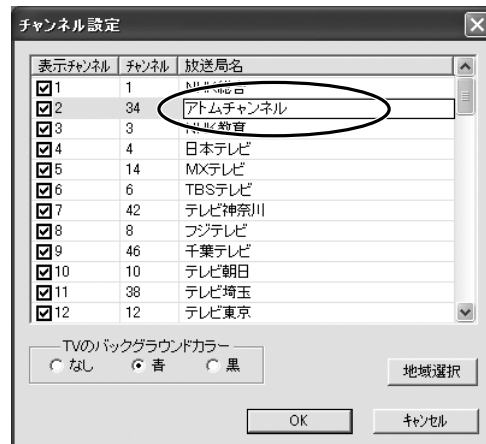 チャンネル設定
表示チャンネル チャンネル 放送局名
1 1 NHK総合
2 34 アトムチャンネル
3 3 NHK教育
4 4 日本テレビ
5 14 MXテレビ
6 6 TBSテレビ
7 42 テレビ神奈川
8 8 フジテレビ
9 46 千葉テレビ
10 10 テレビ朝日
11 38 テレビ埼玉
12 12 テレビ東京
TVのバックグラウンドカラー
なし 青 黒
地域選択
OK キャンセル